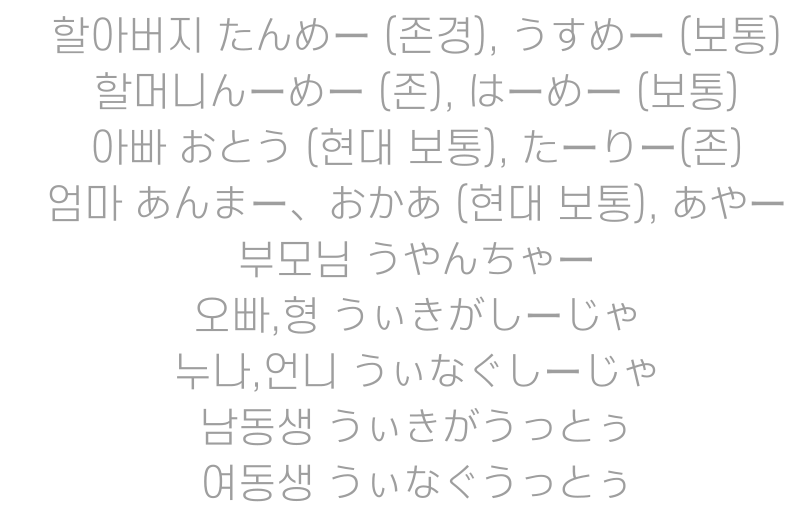 할아버지 たんめー (존경), うすめー (보통)
할머니んーめー (존), はーめー (보통)
아빠 おとう (현대 보통), たーりー(존)
엄마 あんまー、おかあ (현대 보통), あやー
부모님 うやんちゃー
오빠,형 うぃきがしーじゃ
누나,언니 うぃなぐしーじゃ
남동생 うぃきがうっとぅ
여동생 うぃなぐうっとぅ